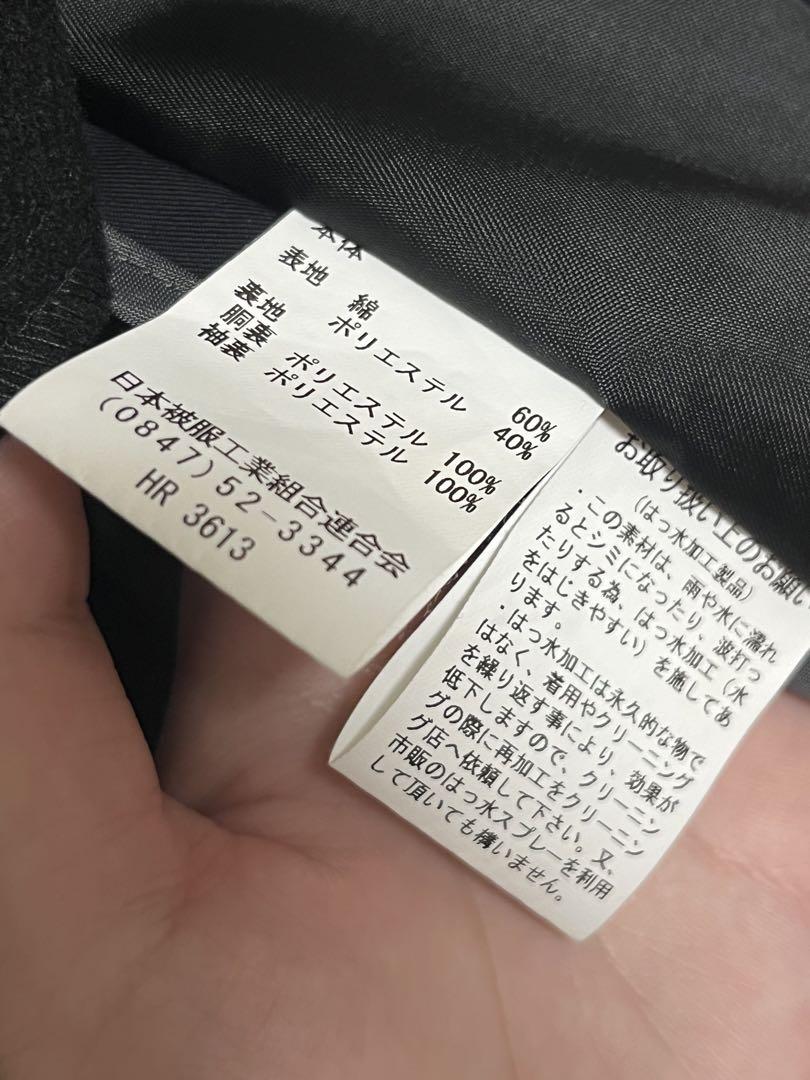 本体
表地 綿 60%
ポリエステル 40%
裏地
胴裏 ポリエステル 100%
袖裏 ポリエステル 100%
日本被服工業組合連合会
(0847)52-3344
HR 3613
お取り扱い上のお願い
(はっ水加工製品)
・この素材は、雨や水に濡れ
るとシミになったり、波打っ
たりする為、はっ水加工(水
をはじきやすい)を施してあ
ります。
・はっ水加工は永久的な物で
はなく、着用やクリーニング
を繰り返す事により、効果が
低下しますので、クリーニン
グの際に再加工をクリーニン
グ店へ依頼して下さい。又、
市販のはっ水スプレーを利用
して頂いても構いません。